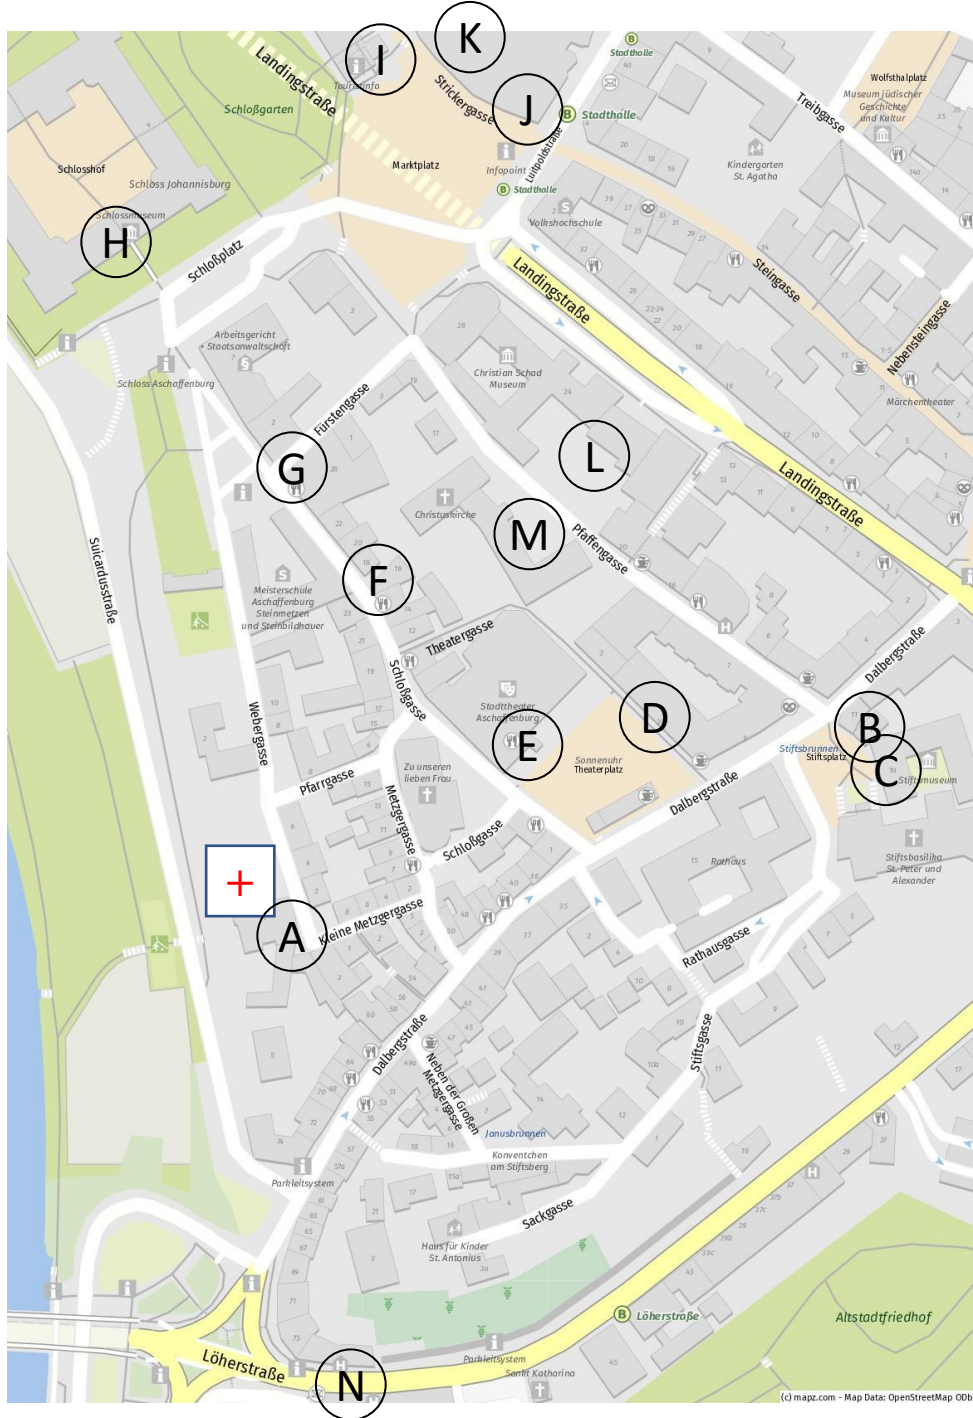 K
I
Touristinfo
Landingstraße
Schloßgarten
Strickergasse
J
B
Stadthalle
Stadthalle
Wolfsthalplatz
Museum jüdischer
Geschichte
und Kultur
Treibgasse
Schlosshof
Schloss Johannisburg
Marktplatz
Infopoint
Luitpoldstraße
B Stadthalle
Kindergarten
St. Agatha
Schlossmuseum
H
Volkshochschule
Schloßplatz
Landingstraße
Steingasse
Nebensteingasse
Arbeitsgericht
• Staatsanwaltschaft
Christian Schad
Museum
Schloss Aschaffenburg
Fürstengasse
Märchentheater
G
L
Landingstraße
Christuskirche
M
Pfaffengasse
Suicardusstraße
F
Meisterschule
Aschaffenburg
Steinmetzen
und Steinbildhauer
Theatergasse
Dalbergstraße
Schloßgasse
Stadttheater
Aschaffenburg
D
B
Webergasse
E
Sonnenuhr
Theaterplatz
Stiftsbrunnen
Stiftsplatz
C
Stiftsmuseum
Zu unseren
lieben Frau
Pfarrgasse
Metzgergasse
Dalbergstraße
Schloßgasse
Rathaus
Stiftsbasilika
St. Peter und
Alexander
+
A
Kleine Metzgergasse
Rathausgasse
Stiftsgasse
Dalbergstraße
Neben der Großen
Metzgergasse
Janusbrunnen
Konventchen
am Stiftsberg
Parkleitsystem
Sackgasse
Haus für Kinder
St. Antonius
B Löherstraße
Altstadtfriedhof
Löherstraße
Parkleitsystem
Sankt Katharina
N
(c) mapz.com - Map Data: OpenStreetMap ODb